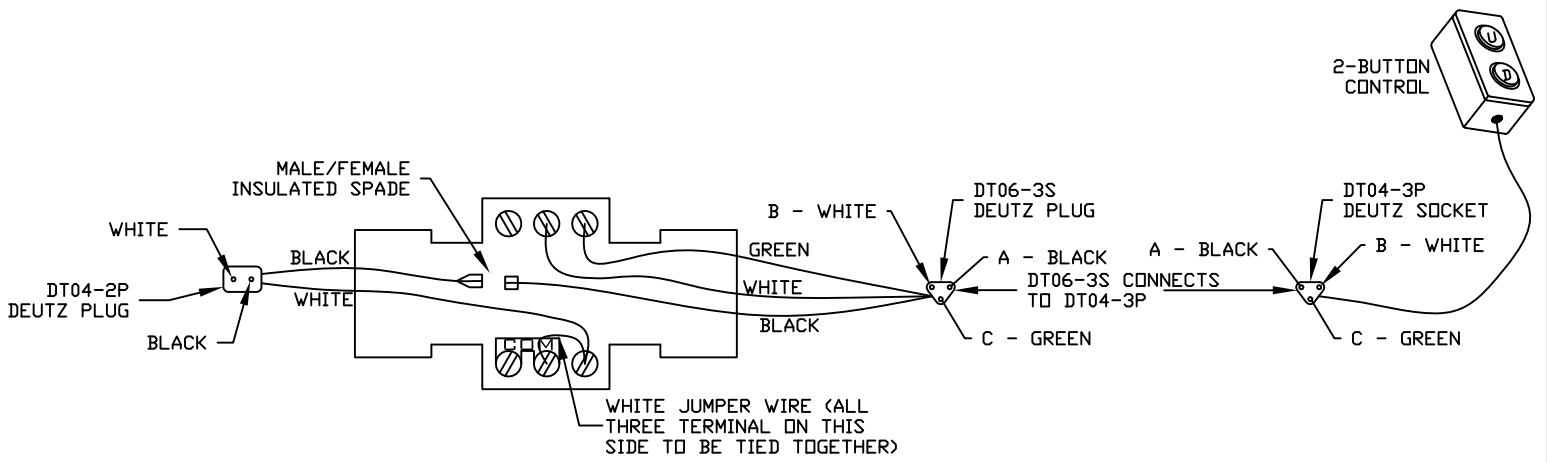 2-BUTTON
CONTROL
U
D
MALE/FEMALE
INSULATED SPADE
DT06-3S
DEUTZ PLUG
DT04-3P
DEUTZ SOCKET
B - WHITE
WHITE
GREEN
A - BLACK
A - BLACK
B - WHITE
BLACK
DT06-3S CONNECTS
TO DT04-3P
WHITE
WHITE
DT04-2P
DEUTZ PLUG
BLACK
BLACK
C - GREEN
C - GREEN
COM
WHITE JUMPER WIRE (ALL
THREE TERMINAL ON THIS
SIDE TO BE TIED TOGETHER)